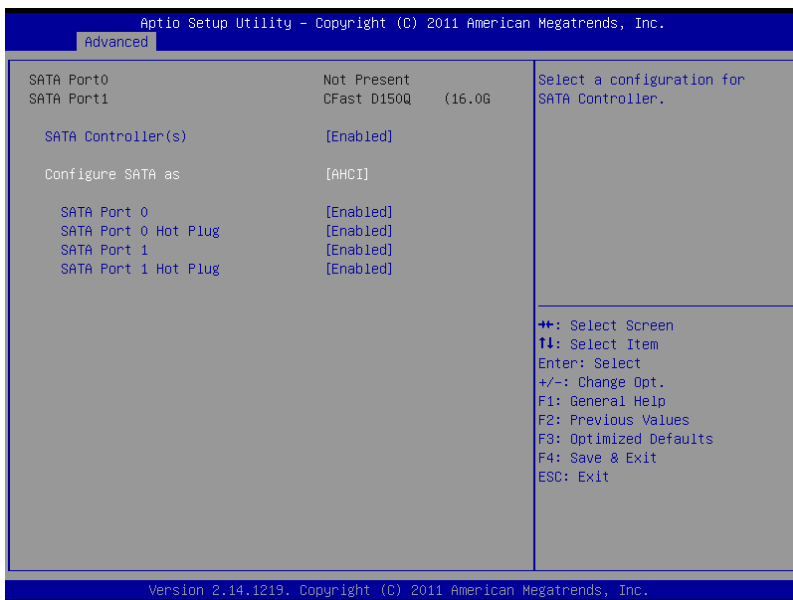 Aptio Setup Utility – Copyright (C) 2011 American Megatrends, Inc.
Advanced
SATA Port0 Not Present
SATA Port1 CFast D150Q (16.0G
SATA Controller(s) [Enabled]
Configure SATA as [AHCI]
SATA Port 0 [Enabled]
SATA Port 0 Hot Plug [Enabled]
SATA Port 1 [Enabled]
SATA Port 1 Hot Plug [Enabled]
Select a configuration for
SATA Controller.
→←: Select Screen
↑↓: Select Item
Enter: Select
+/-: Change Opt.
F1: General Help
F2: Previous Values
F3: Optimized Defaults
F4: Save & Exit
ESC: Exit
Version 2.14.1219. Copyright (C) 2011 American Megatrends, Inc.